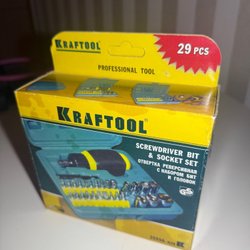 KRAFTOOL
29 PCS
PROFESSIONAL TOOL
KRAFTOOL
SCREWDRIVER BIT
& SOCKET SET
ОТВЕРТКА РЕВЕРСИВНАЯ
С НАБОРОМ БИТ
И ГОЛОВОК